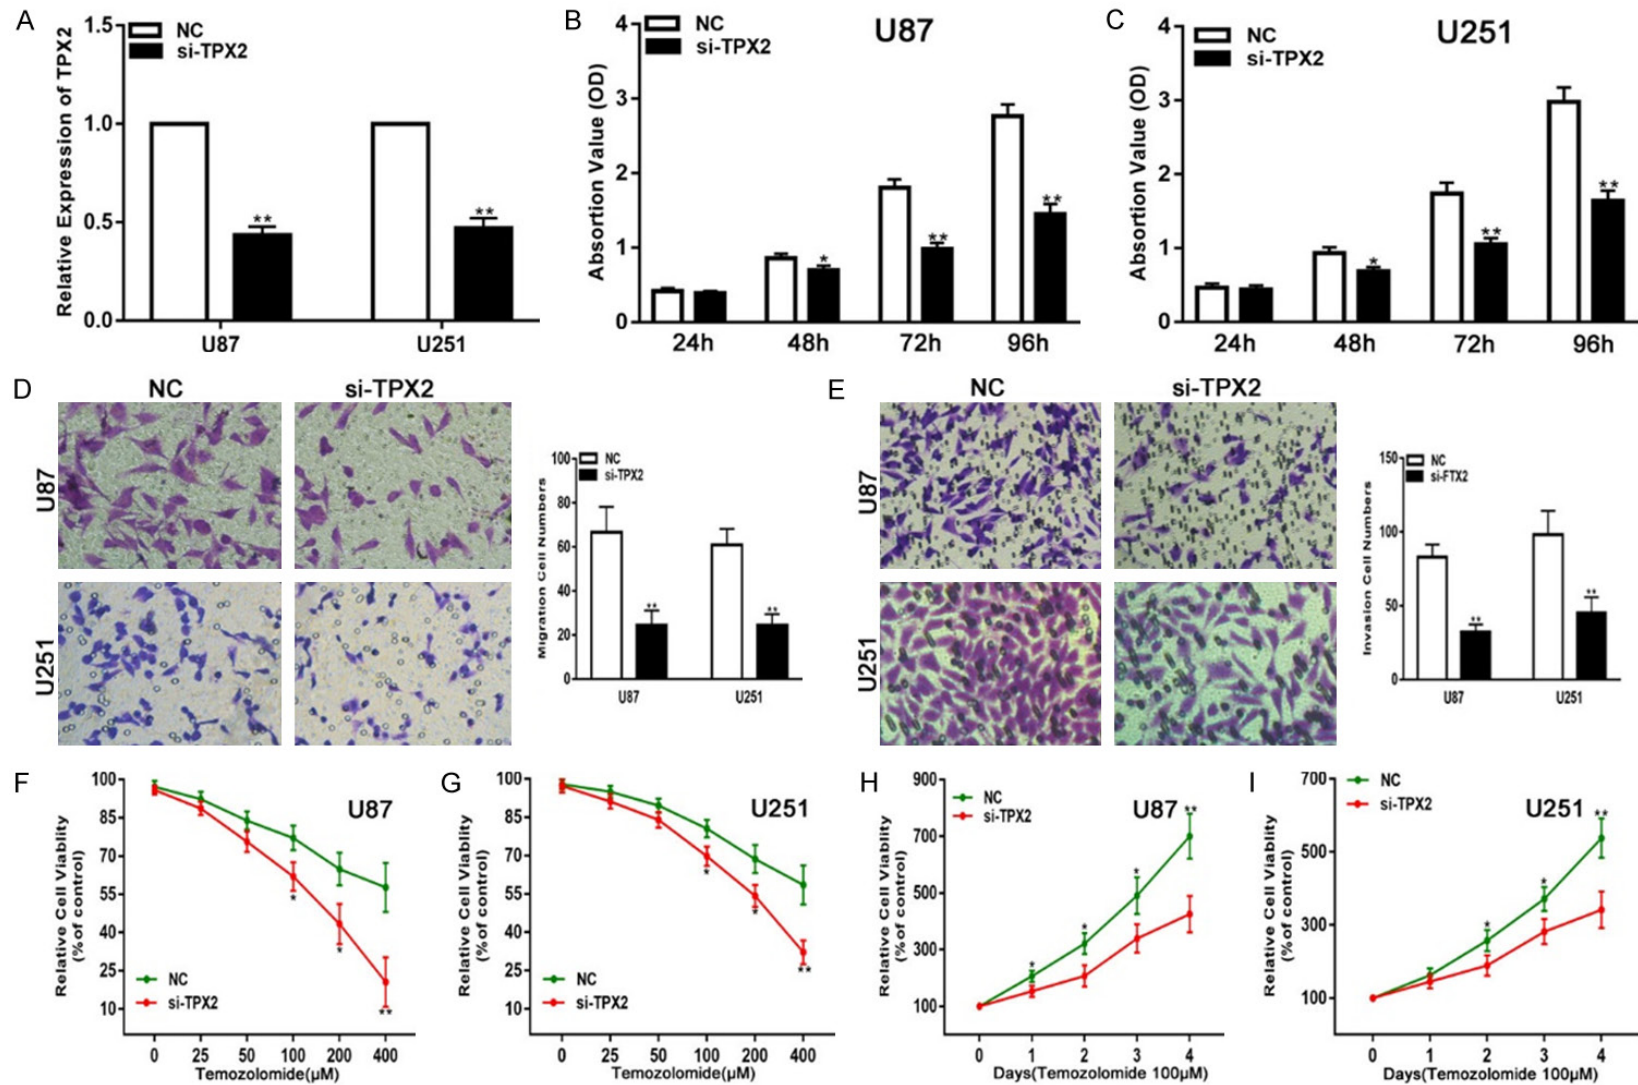 A
Relative Expression of TPX2
1.5
1.0
0.5
0.0
NC
si-TPX2
**
**
U87
U251
B
Absortion Value (OD)
4
3
2
1
0
NC
si-TPX2
U87
*
**
**
24h 48h 72h 96h
C
Absortion Value (OD)
4
3
2
1
0
NC
si-TPX2
U251
*
**
**
24h 48h 72h 96h
D
NC si-TPX2
U87
U251
Migration Cell Numbers
100
80
60
40
20
0
NC
si-TPX2
**
**
U87 U251
E
NC si-TPX2
U87
U251
Invasion Cell Numbers
150
100
50
0
NC
si-FTX2
**
**
U87 U251
F
Relative Cell Viablity
(%of control)
100
85
70
55
40
25
10
U87
*
*
**
NC
si-TPX2
0 25 50 100 200 400
Temozolomide(µM)
G
Relative Cell Viablity
(%of control)
100
85
70
55
40
25
10
U251
*
*
**
NC
si-TPX2
0 25 50 100 200 400
Temozolomide(µM)
H
Relative Cell Viablity
(%of control)
900
700
500
300
100
NC
si-TPX2
U87
*
*
*
**
0 1 2 3 4
Days(Temozolomide 100µM)
I
Relative Cell Viablity
(%of control)
700
500
300
100
NC
si-TPX2
U251
*
*
**
0 1 2 3 4
Days(Temozolomide 100µM)